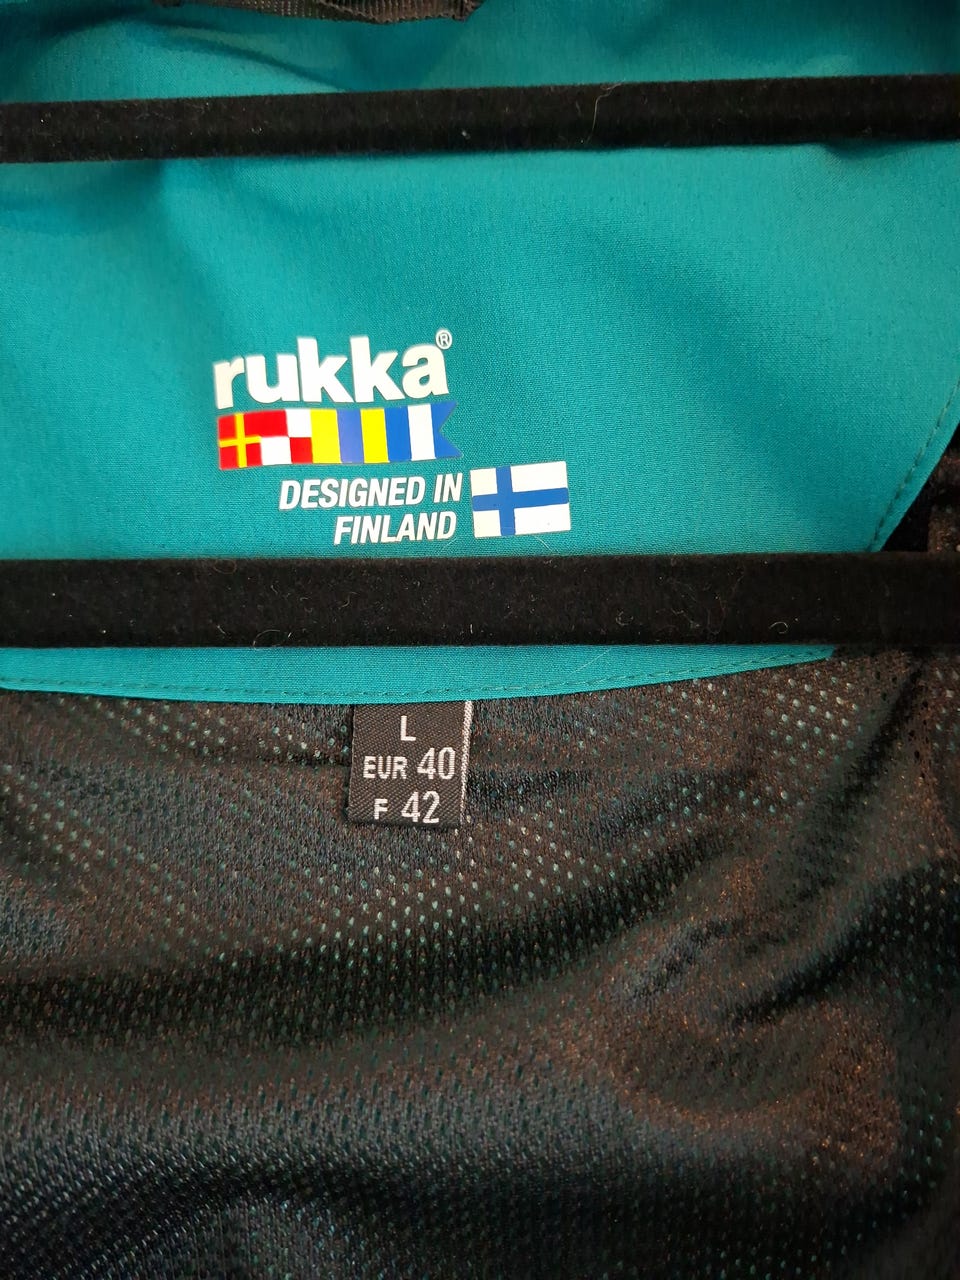 rukka®
DESIGNED IN
FINLAND
L
EUR 40
F 42